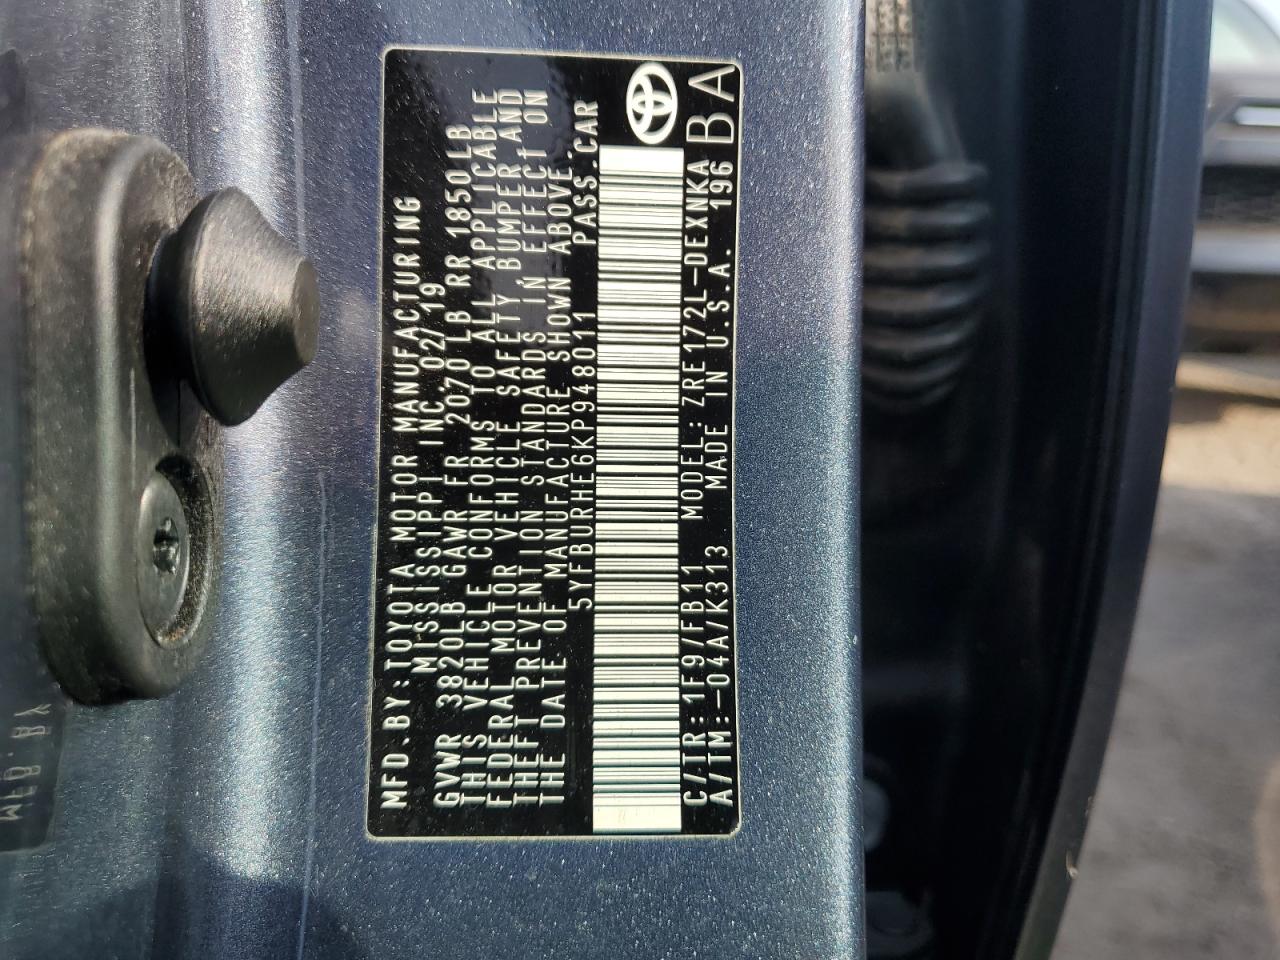 MFD.BY:TOYOTA MOTOR MANUFACTURING
MISSISSIPPI INC. 02/19
GVWR 3820LB GAWR FR 2070LB RR 1850LB
THIS VEHICLE CONFORMS TO ALL APPLICABLE
FEDERAL MOTOR VEHICLE SAFETY BUMPER AND
THEFT PREVENTION STANDARDS IN EFFECT ON
THE DATE OF MANUFACTURE SHOWN ABOVE.
5YFBURHE6KP948011 PASS.CAR
C/TR:1F9/FB11 MODEL:ZRE172L-DEXNKA
A/TM:-04A/K313 MADE IN U.S.A. 196
BA